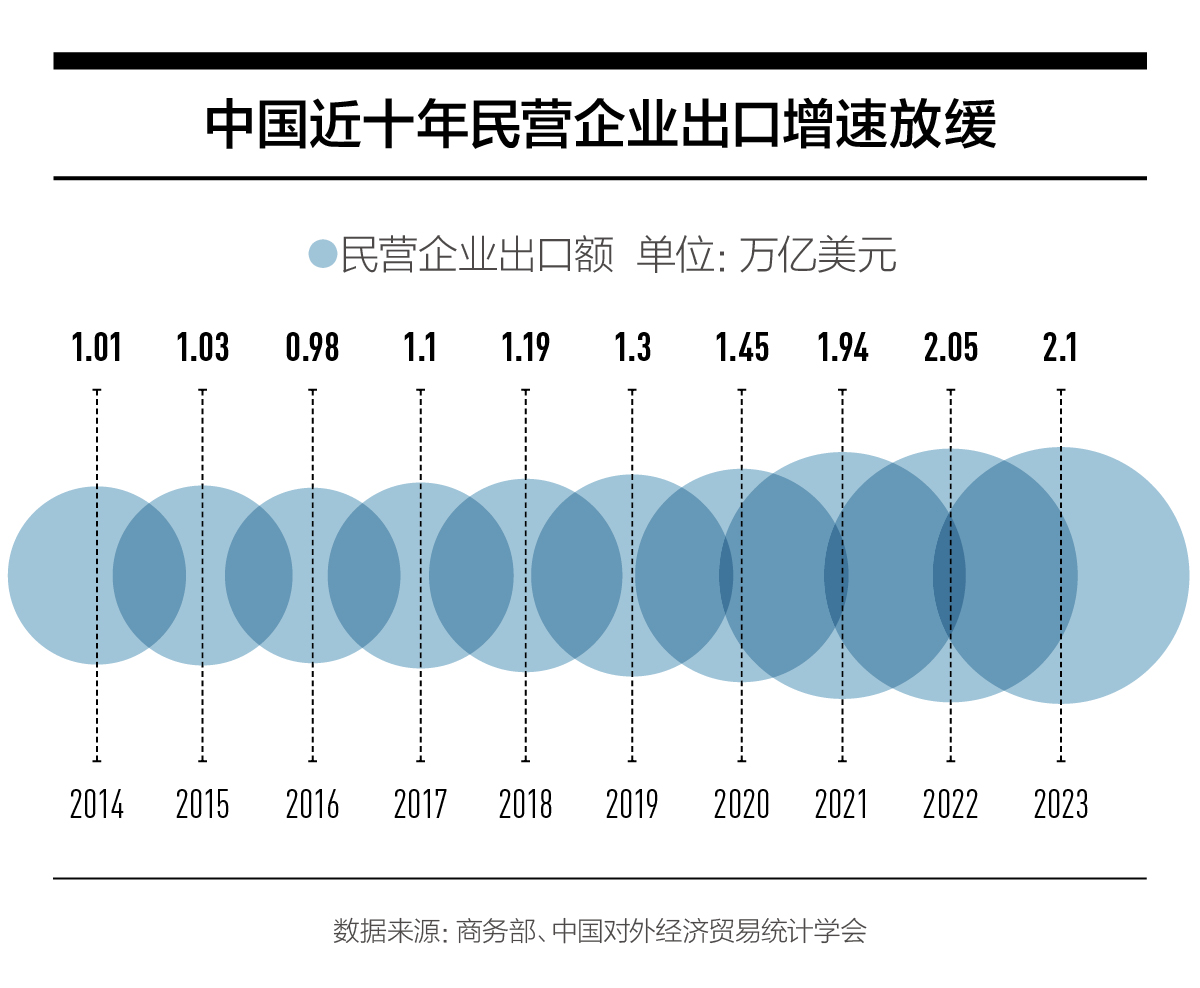 中国近十年民营企业出口增速放缓
民营企业出口额 单位: 万亿美元
1.01 1.03 0.98 1.1 1.19 1.3 1.45 1.94 2.05 2.1
2014 2015 2016 2017 2018 2019 2020 2021 2022 2023
数据来源: 商务部、中国对外经济贸易统计学会